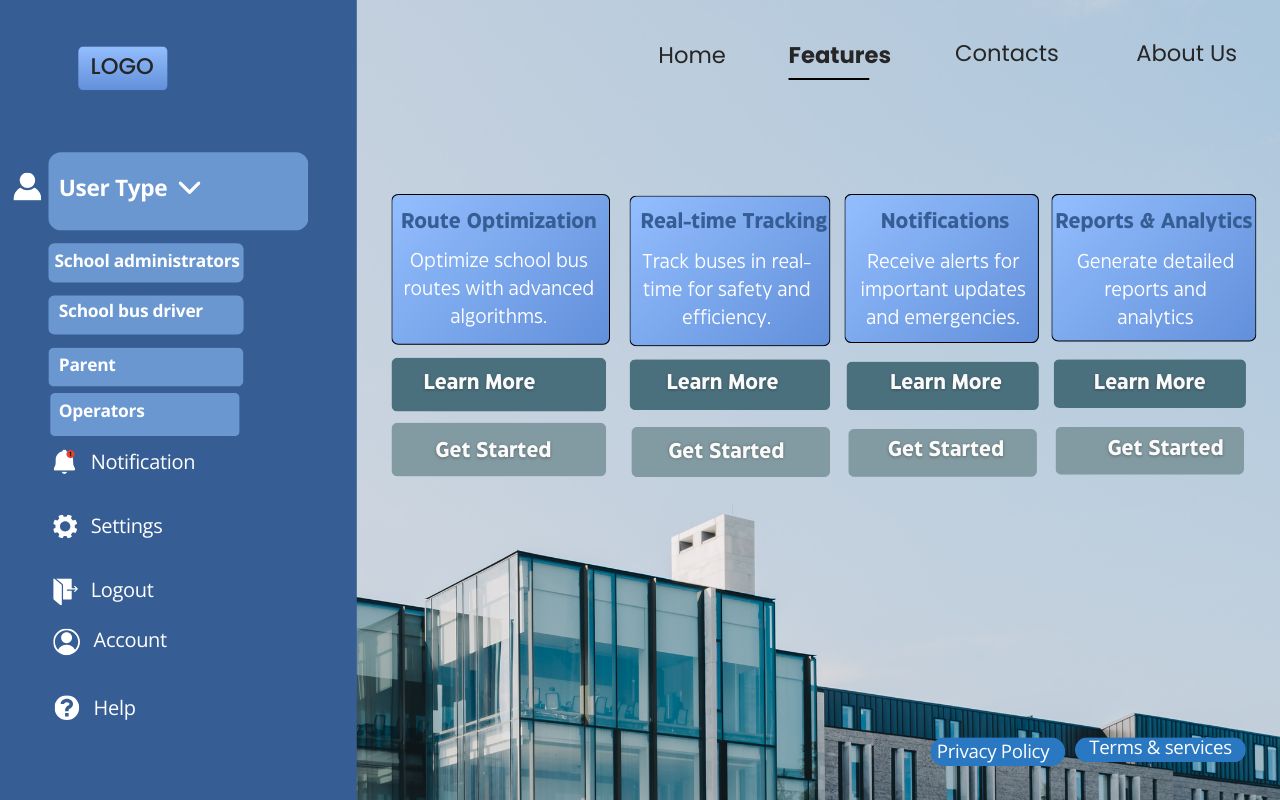 LOGO
Home
Features
Contacts
About Us
User Type
School administrators
School bus driver
Parent
Operators
Notification
Settings
Logout
Account
Help
Route Optimization
Optimize school bus
routes with advanced
algorithms.
Learn More
Get Started
Real-time Tracking
Track buses in real-
time for safety and
efficiency.
Learn More
Get Started
Notifications
Receive alerts for
important updates
and emergencies.
Learn More
Get Started
Reports & Analytics
Generate detailed
reports and
analytics
Learn More
Get Started
Privacy Policy
Terms & services